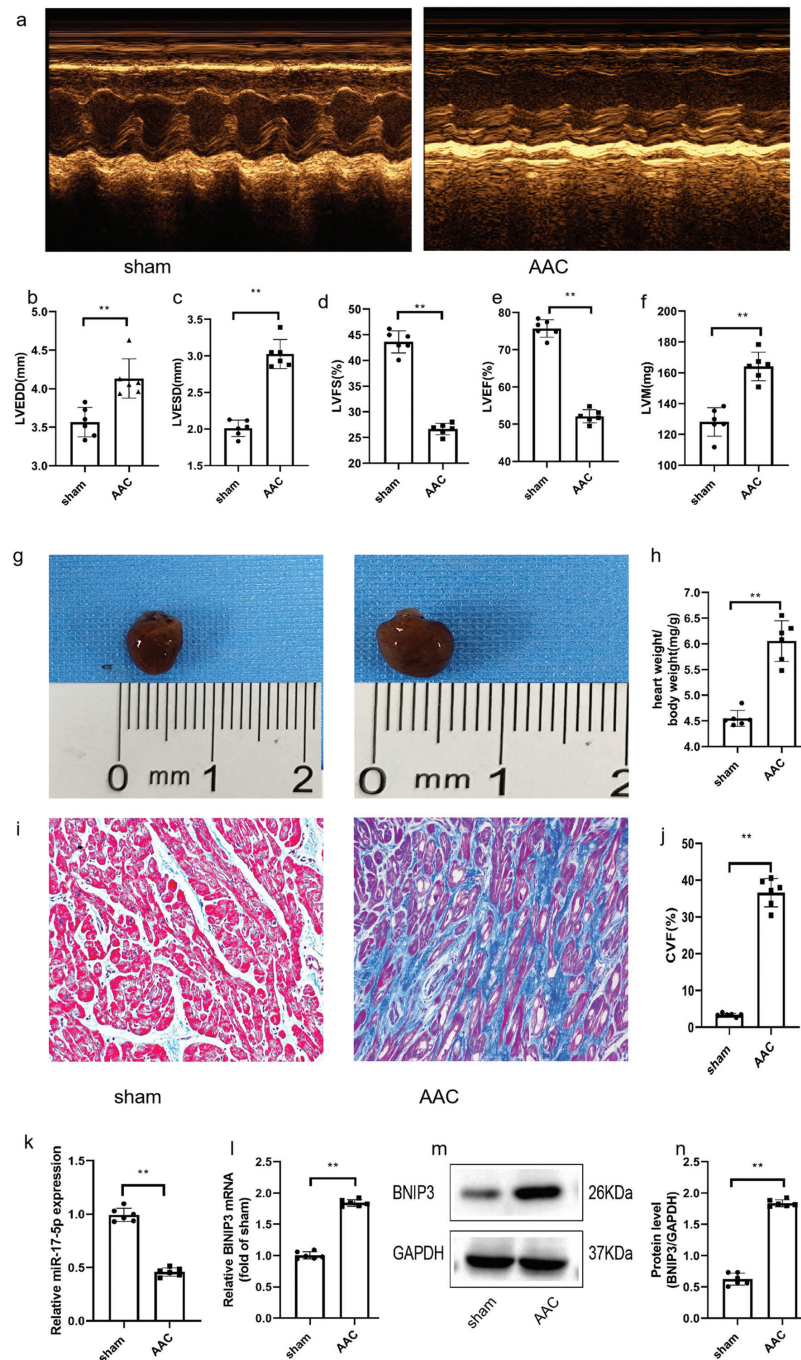 a
sham AAC
b
**
LVEDD(mm)
5.0
4.5
4.0
3.5
3.0
sham
AAC
c
**
LVESD(mm)
3.5
3.0
2.5
2.0
1.5
1.0
sham
AAC
d
**
LVFS(%)
50
45
40
35
30
25
20
sham
AAC
e
**
LVEF(%)
80
70
60
50
40
sham
AAC
f
**
LVM(mg)
200
180
160
140
120
100
sham
AAC
g
0 mm 1 2
0 mm 1 2
h
**
heart weight/
body weight(mg/g)
7.0
6.5
6.0
5.5
5.0
4.5
4.0
sham
AAC
i
sham AAC
j
**
CVF(%)
50
40
30
20
10
0
sham
AAC
k
**
Relative miR-17-5p expression
1.5
1.0
0.5
0.0
sham
AAC
l
**
Relative BINIP3 mRNA
(fold of sham)
2.5
2.0
1.5
1.0
0.5
0.0
sham
AAC
m
BNIP3 26KDa
GAPDH 37KDa
sham AAC
n
**
Protein level
(BNIP3/GAPDH)
2.5
2.0
1.5
1.0
0.5
0.0
sham
AAC